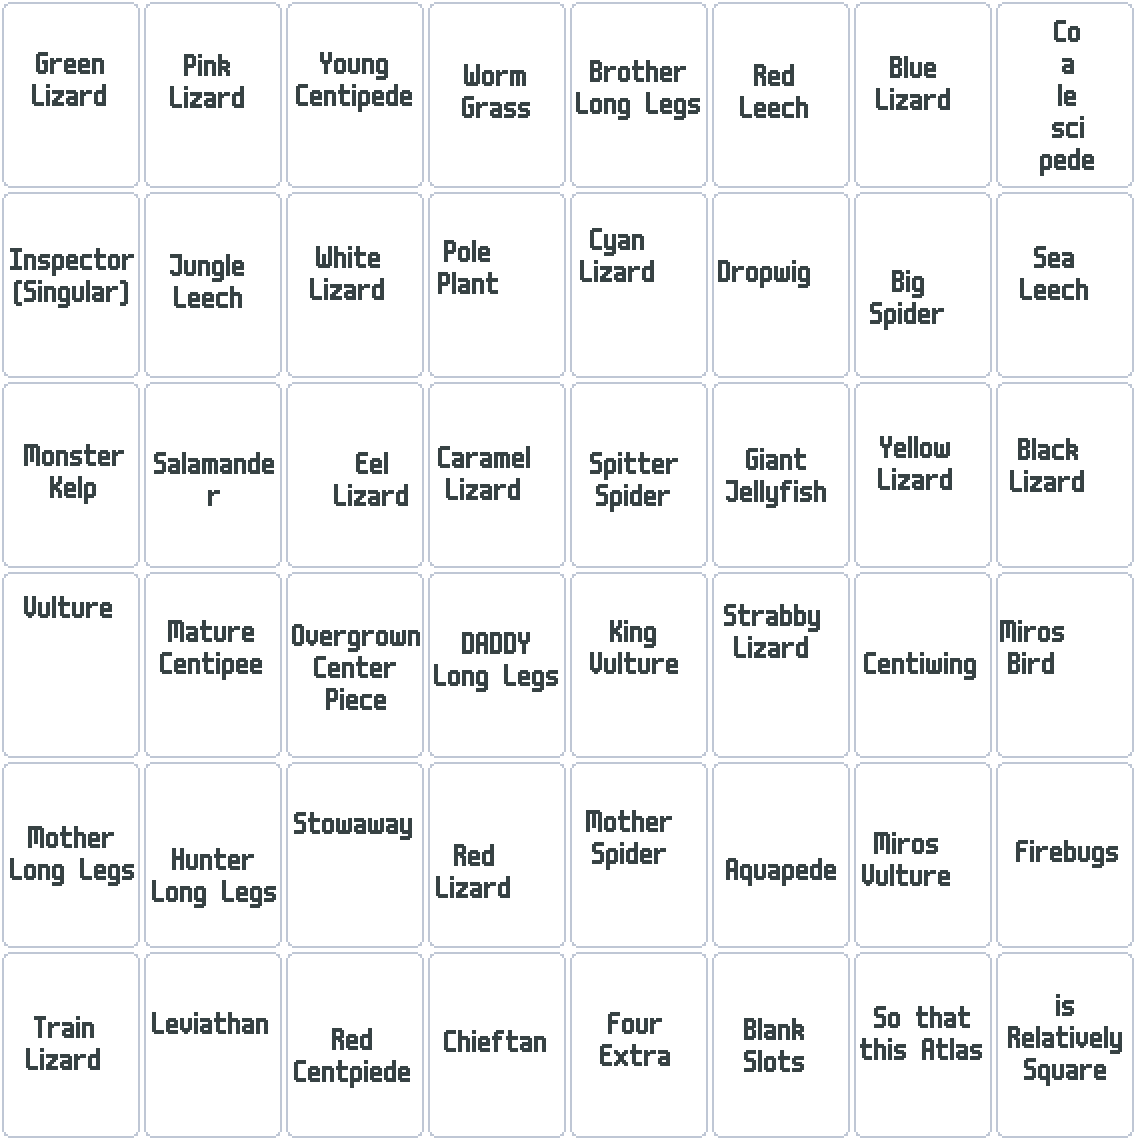 Green
Lizard
Pink
Lizard
Young
Centipede
Worm
Grass
Brother
Long Legs
Red
Leech
Blue
Lizard
Co
a
le
sci
pede
Inspector
(Singular)
Jungle
Leech
White
Lizard
Pole
Plant
Cyan
Lizard
Dropwig
Big
Spider
Sea
Leech
Monster
Kelp
Salamande
r
Eel
Lizard
Caramel
Lizard
Spitter
Spider
Giant
Jellyfish
Yellow
Lizard
Black
Lizard
Vulture
Mature
Centipee
Overgrown
Center
Piece
DADDY
Long Legs
King
Vulture
Strabby
Lizard
Centiwing
Miros
Bird
Mother
Long Legs
Hunter
Long Legs
Stowaway
Red
Lizard
Mother
Spider
Aquapede
Miros
Vulture
Firebugs
Train
Lizard
Leviathan
Red
Centpiede
Chieftan
Four
Extra
Blank
Slots
So that
this Atlas
is
Relatively
Square